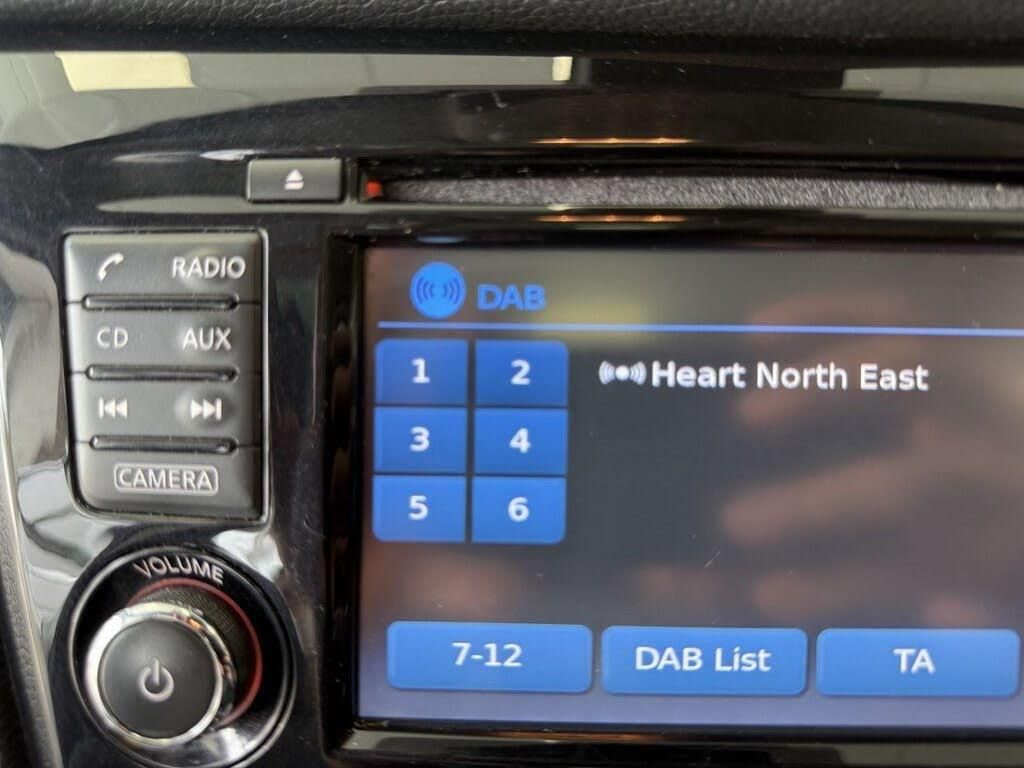 RADIO
CD AUX
CAMERA
VOLUME
DAB
1 2
3 4
5 6
Heart North East
7-12 DAB List TA